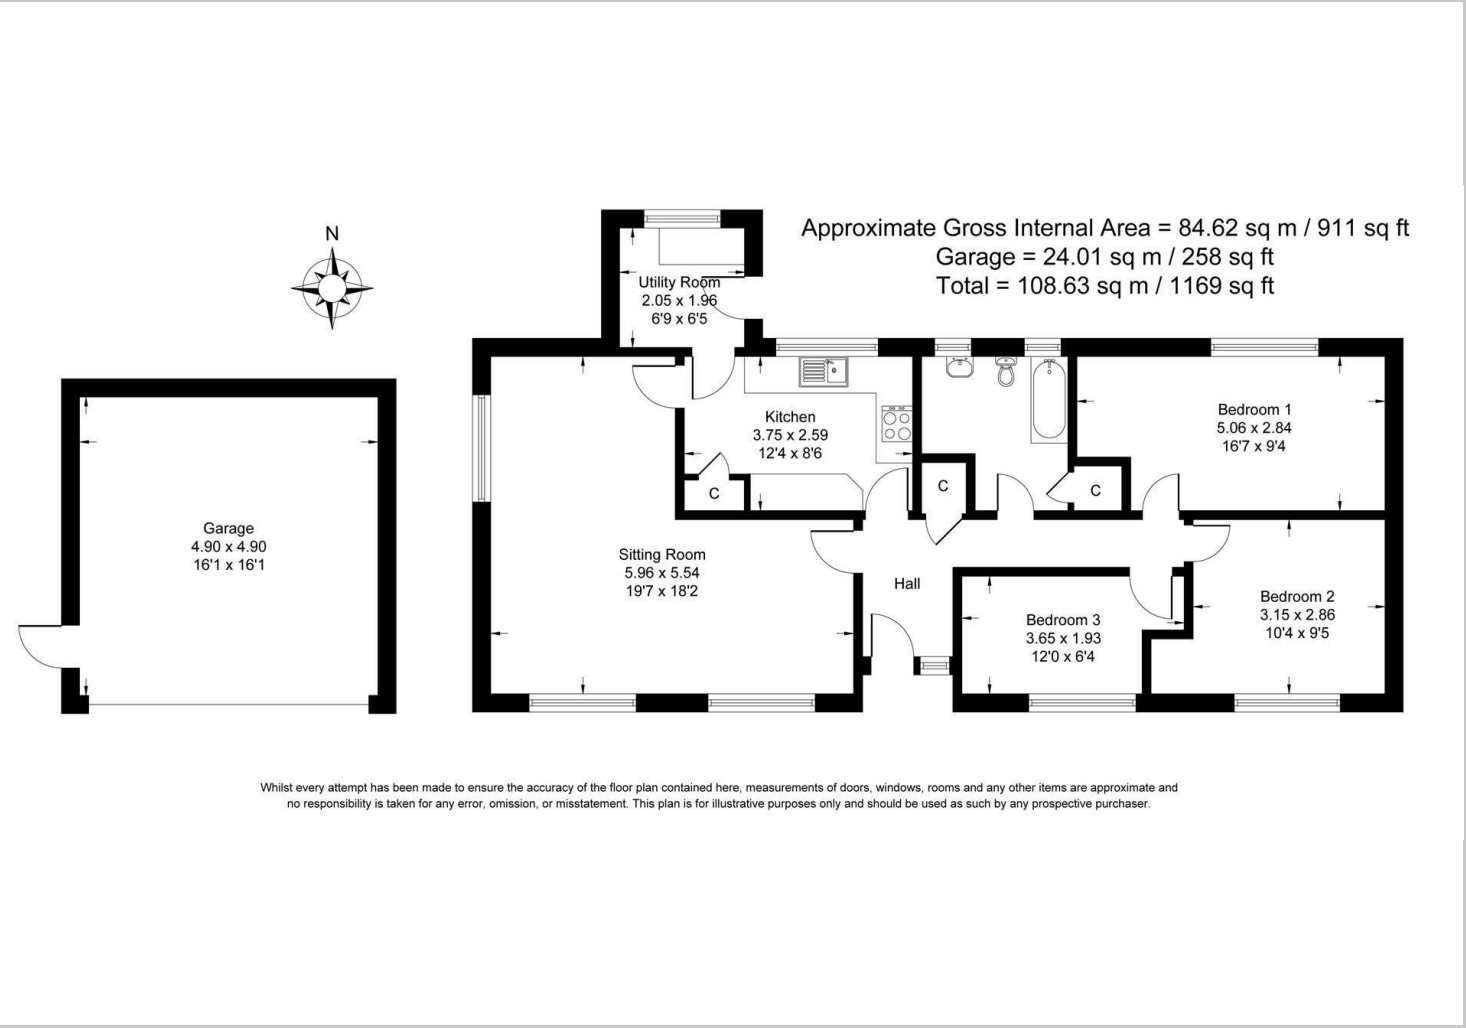 Approximate Gross Internal Area = 84.62 sq m / 911 sq ft
Garage = 24.01 sq m / 258 sq ft
Total = 108.63 sq m / 1169 sq ft
N
Utility Room
2.05 x 1.96
6'9 x 6'5
Kitchen
3.75 x 2.59
12'4 x 8'6
C
C
C
Bedroom 1
5.06 x 2.84
16'7 x 9'4
Garage
4.90 x 4.90
16'1 x 16'1
Sitting Room
5.96 x 5.54
19'7 x 18'2
Hall
Bedroom 3
3.65 x 1.93
12'0 x 6'4
Bedroom 2
3.15 x 2.86
10'4 x 9'5
Whilst every attempt has been made to ensure the accuracy of the floor plan contained here, measurements of doors, windows, rooms and any other items are approximate and
no responsibility is taken for any error, omission, or misstatement. This plan is for illustrative purposes only and should be used as such by any prospective purchaser.